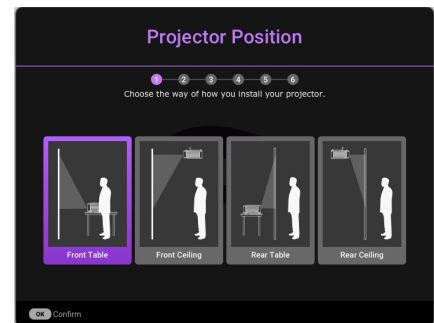 Projector Position
1 2 3 4 5 6
Choose the way of how you install your projector.
Front Table Front Ceiling Rear Table Rear Ceiling
OK Confirm